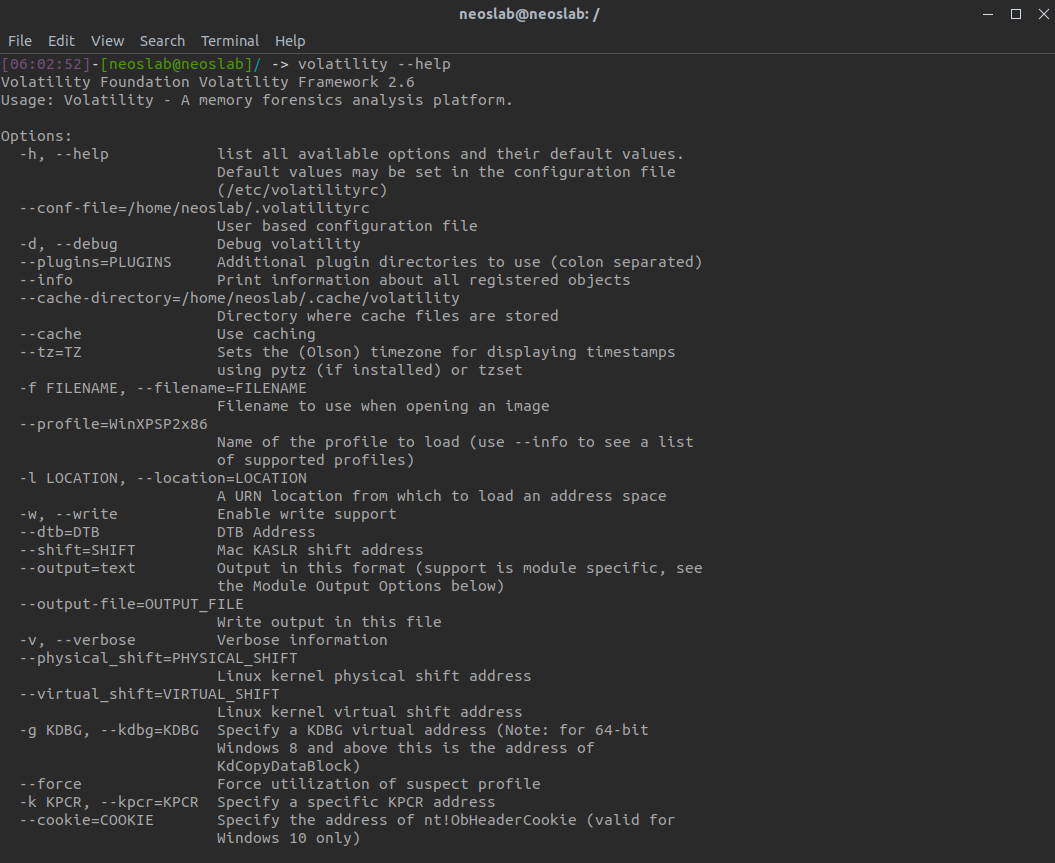 neoslab@neoslab: /
File Edit View Search Terminal Help
[06:02:52]-[neoslab@neoslab]/ -> volatility --help
Volatility Foundation Volatility Framework 2.6
Usage: Volatility - A memory forensics analysis platform.
Options:
-h, --help list all available options and their default values.
Default values may be set in the configuration file
(/etc/volatilityrc)
--conf-file=/home/neoslab/.volatilityrc
User based configuration file
-d, --debug Debug volatility
--plugins=PLUGINS Additional plugin directories to use (colon separated)
--info Print information about all registered objects
--cache-directory=/home/neoslab/.cache/volatility
Directory where cache files are stored
--cache Use caching
--tz=TZ Sets the (Olson) timezone for displaying timestamps
using pytz (if installed) or tzset
-f FILENAME, --filename=FILENAME
Filename to use when opening an image
--profile=WinXPSP2x86
Name of the profile to load (use --info to see a list
of supported profiles)
-l LOCATION, --location=LOCATION
A URN location from which to load an address space
-w, --write Enable write support
--dtb=DTB DTB Address
--shift=SHIFT Mac KASLR shift address
--output=text Output in this format (support is module specific, see
the Module Output Options below)
--output-file=OUTPUT_FILE
Write output in this file
-v, --verbose Verbose information
--physical_shift=PHYSICAL_SHIFT
Linux kernel physical shift address
--virtual_shift=VIRTUAL_SHIFT
Linux kernel virtual shift address
-g KDBG, --kdbg=KDBG Specify a KDBG virtual address (Note: for 64-bit
Windows 8 and above this is the address of
KdCopyDataBlock)
--force Force utilization of suspect profile
-k KPCR, --kpcr=KPCR Specify a specific KPCR address
--cookie=COOKIE Specify the address of nt!ObHeaderCookie (valid for
Windows 10 only)